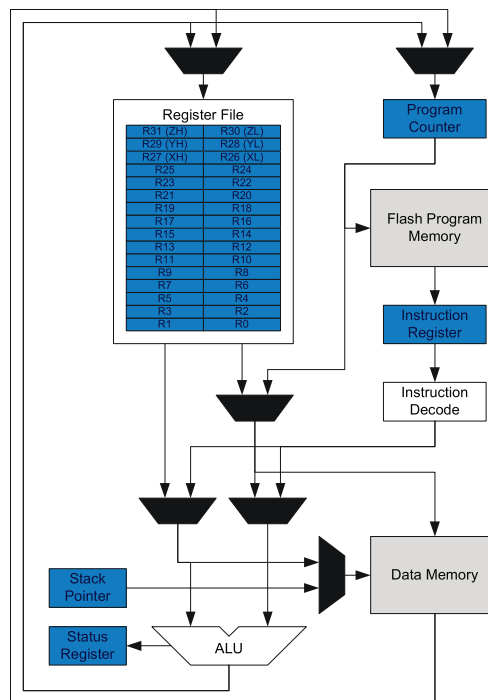 Register File
R31 (ZH) R30 (ZL)
R29 (YH) R28 (YL)
R27 (XH) R26 (XL)
R25 R24
R23 R22
R21 R20
R19 R18
R17 R16
R15 R14
R13 R12
R11 R10
R9 R8
R7 R6
R5 R4
R3 R2
R1 R0
Program
Counter
Flash Program
Memory
Instruction
Register
Instruction
Decode
Data Memory
Stack
Pointer
Status
Register
ALU